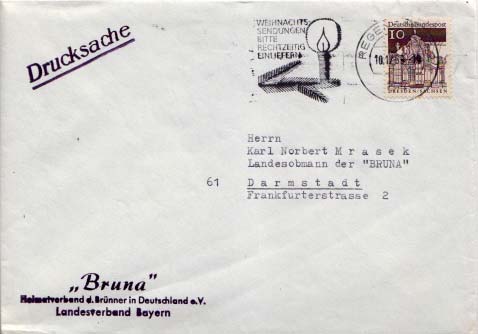 Drucksache
WEIHNACHTS-
SENDUNGEN
BITTE
RECHTZEITIG
EINLIEFERN
Deutsche Bundespost
10
DRESDEN/SACHSEN
Herrn
Karl Norbert Mrasek
Landesobmann der "BRUNA"
61 Darmstadt
Frankfurterstrasse 2
„Bruna"
Heimatverband d. Brünner in Deutschland e.V.
Landesverband Bayern